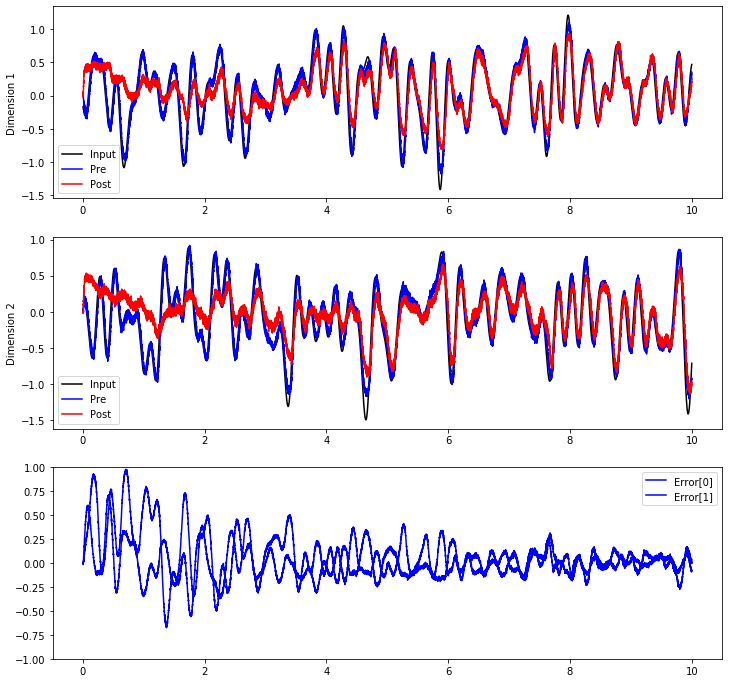 Dimension 1
1.0
0.5
0.0
−0.5
−1.0
−1.5
Input
Pre
Post
0 2 4 6 8 10
Dimension 2
1.0
0.5
0.0
−0.5
−1.0
−1.5
Input
Pre
Post
0 2 4 6 8 10
1.00
0.75
0.50
0.25
0.00
−0.25
−0.50
−0.75
−1.00
Error[0]
Error[1]
0 2 4 6 8 10